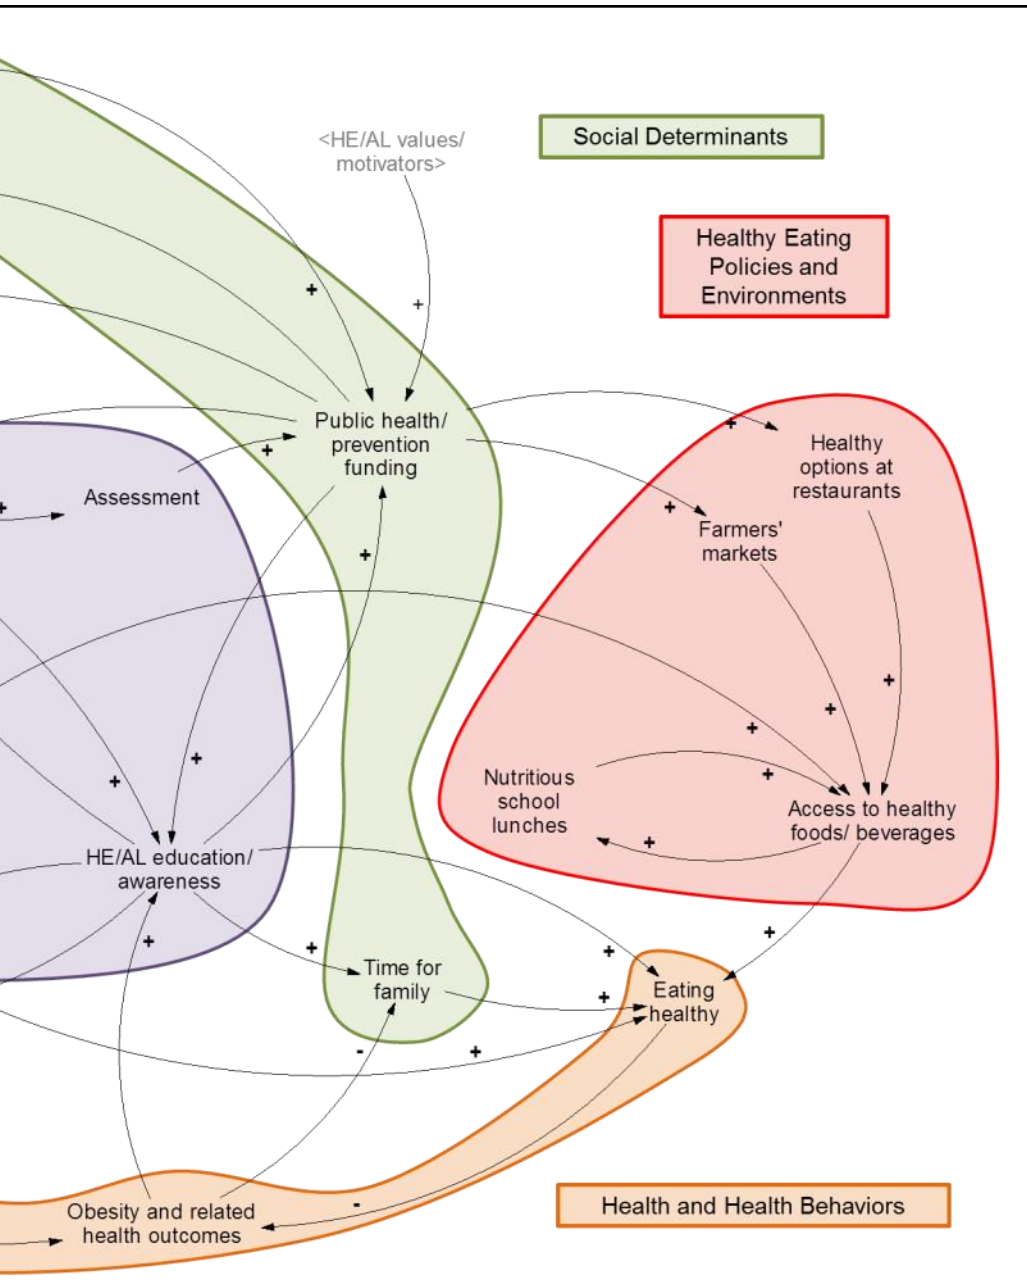 <HE/AL values/
motivators>
Social Determinants
Healthy Eating
Policies and
Environments
+
+
Public health/
prevention
funding
+
+
Healthy
options at
restaurants
Assessment
+
+
Farmers'
markets
+
+
+
+
+
+
+
Nutritious
school
lunches
Access to healthy
foods/ beverages
+
HE/AL education/
awareness
+
+
+
+
Time for
family
+
Eating
healthy
-
+
-
Health and Health Behaviors
Obesity and related
health outcomes